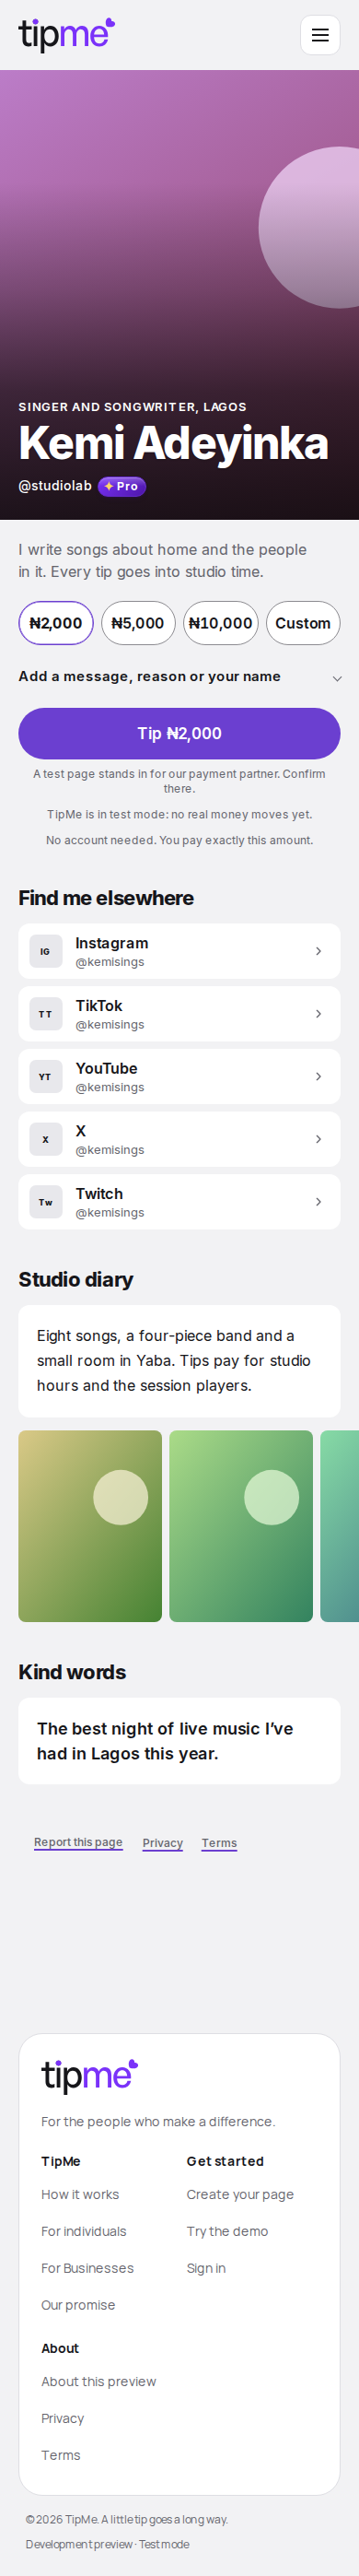 tipme
SINGER AND SONGWRITER, LAGOS
Kemi Adeyinka
@studiolab ✦ Pro
I write songs about home and the people
in it. Every tip goes into studio time.
₦2,000 ₦5,000 ₦10,000 Custom
Add a message, reason or your name
Tip ₦2,000
A test page stands in for our payment partner. Confirm
there.
TipMe is in test mode: no real money moves yet.
No account needed. You pay exactly this amount.
Find me elsewhere
IG Instagram
@kemisings
TT TikTok
@kemisings
YT YouTube
@kemisings
X X
@kemisings
Tw Twitch
@kemisings
Studio diary
Eight songs, a four-piece band and a
small room in Yaba. Tips pay for studio
hours and the session players.
Kind words
The best night of live music I’ve
had in Lagos this year.
Report this page Privacy Terms
tipme
For the people who make a difference.
TipMe
How it works
For individuals
For Businesses
Our promise
Get started
Create your page
Try the demo
Sign in
About
About this preview
Privacy
Terms
© 2026 TipMe. A little tip goes a long way.
Development preview · Test mode